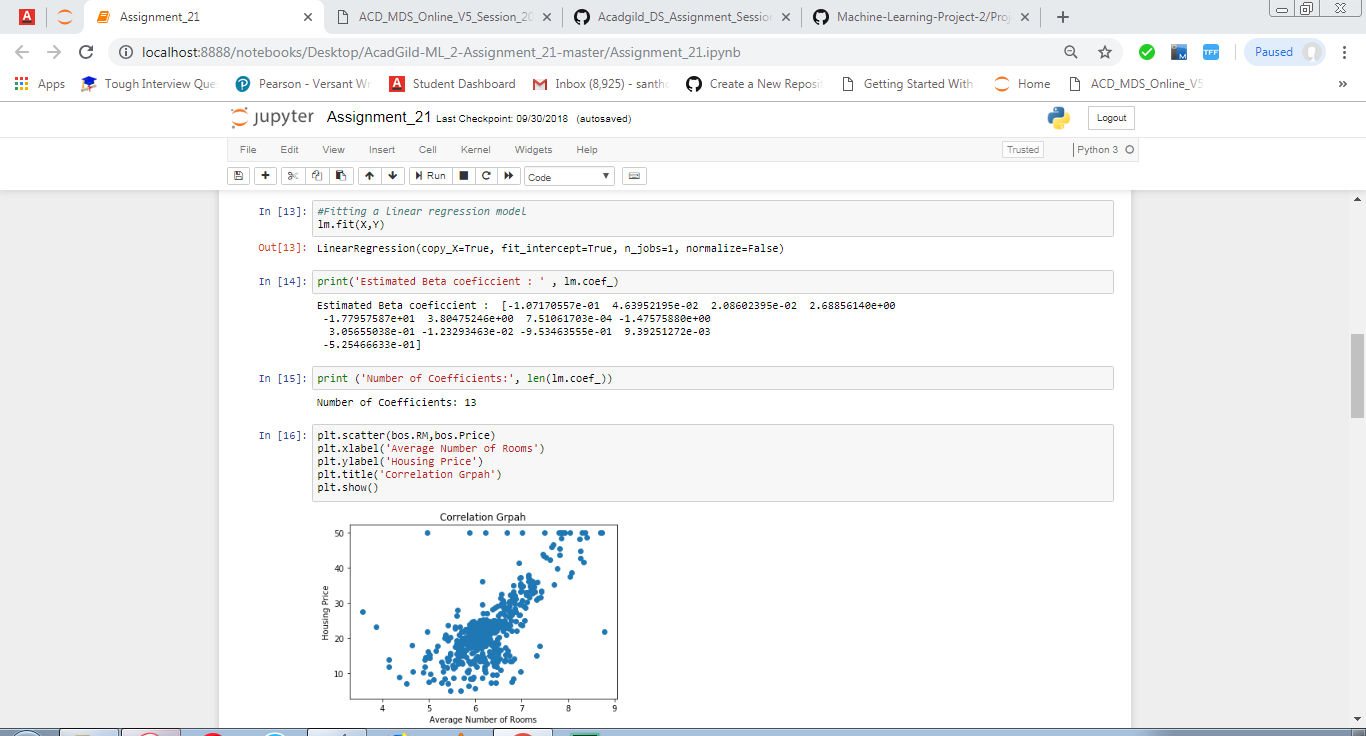 Assignment_21
ACD_MDS_Online_V5_Session_20
Acadgild_DS_Assignment_Session
Machine-Learning-Project-2/Proj
localhost:8888/notebooks/Desktop/AcadGild-ML_2-Assignment_21-master/Assignment_21.ipynb
TFF
Paused
Apps
Tough Interview Que
Pearson - Versant Wr
Student Dashboard
Inbox (8,925) - santho
Create a New Reposi
Getting Started With
Home
ACD_MDS_Online_V5
jupyter Assignment_21 Last Checkpoint: 09/30/2018 (autosaved)
Logout
File Edit View Insert Cell Kernel Widgets Help
Trusted
Python 3
Run
Code
In [13]: #Fitting a linear regression model
lm.fit(X,Y)
Out[13]: LinearRegression(copy_X=True, fit_intercept=True, n_jobs=1, normalize=False)
In [14]: print('Estimated Beta coeficcient : ' , lm.coef_)
Estimated Beta coeficcient :  [-1.07170557e-01  4.63952195e-02  2.08602395e-02  2.68856140e+00
-1.77957587e+01  3.80475246e+00  7.51061703e-04 -1.47575880e+00
3.05655038e-01 -1.23293463e-02 -9.53463555e-01  9.39251272e-03
-5.25466633e-01]
In [15]: print ('Number of Coefficients:', len(lm.coef_))
Number of Coefficients: 13
In [16]: plt.scatter(bos.RM,bos.Price)
plt.xlabel('Average Number of Rooms')
plt.ylabel('Housing Price')
plt.title('Correlation Grpah')
plt.show()
Correlation Grpah
50
40
30
20
10
Housing Price
4 5 6 7 8 9
Average Number of Rooms